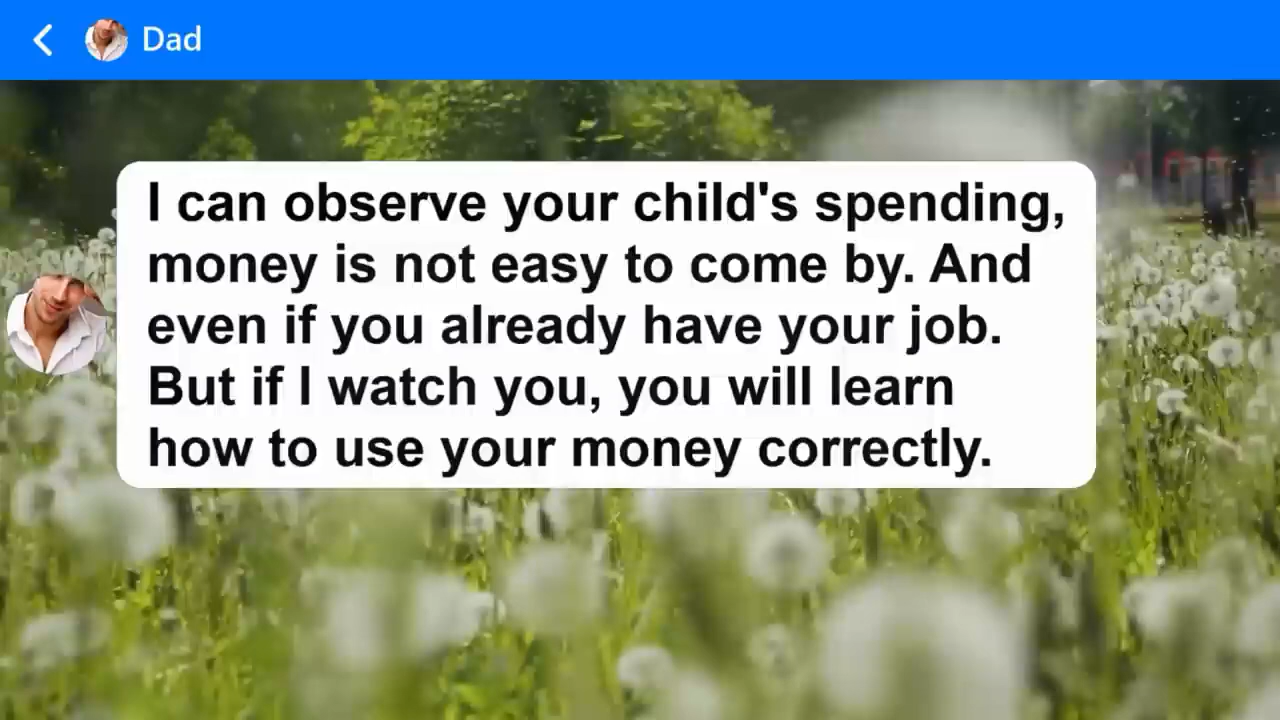 Dad
I can observe your child's spending,
money is not easy to come by. And
even if you already have your job.
But if I watch you, you will learn
how to use your money correctly.